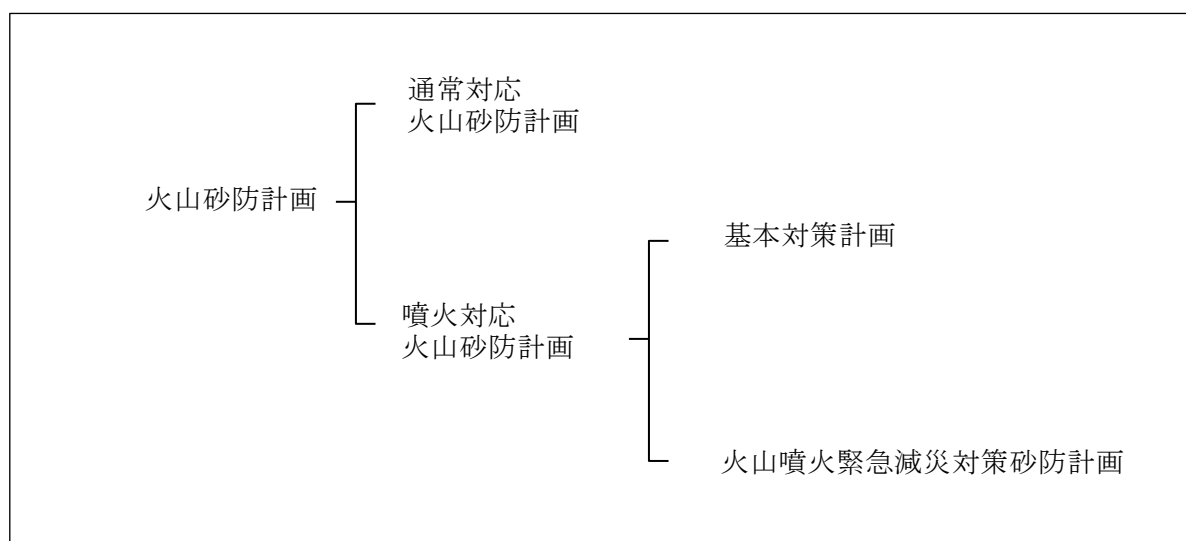 通常対応
火山砂防計画
火山砂防計画
基本対策計画
噴火対応
火山砂防計画
火山噴火緊急減災対策砂防計画